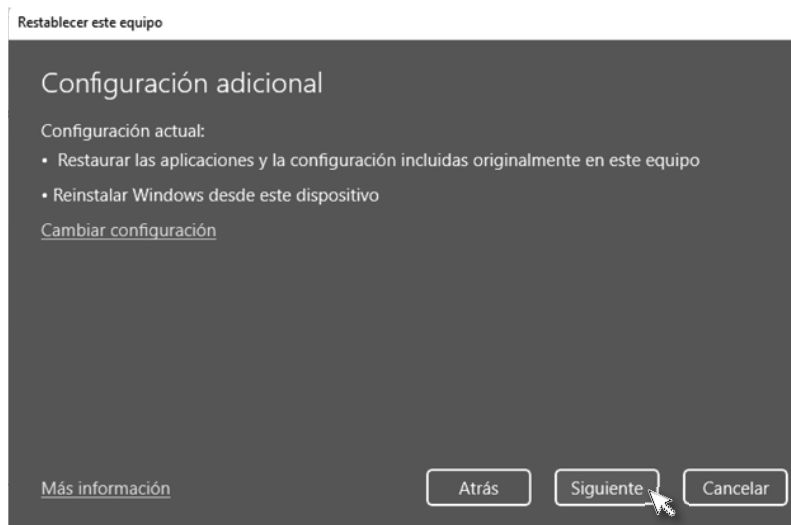 Restablecer este equipo
Configuración adicional
Configuración actual:
• Restaurar las aplicaciones y la configuración incluidas originalmente en este equipo
• Reinstalar Windows desde este dispositivo
Cambiar configuración
Más información
Atrás
Siguiente
Cancelar